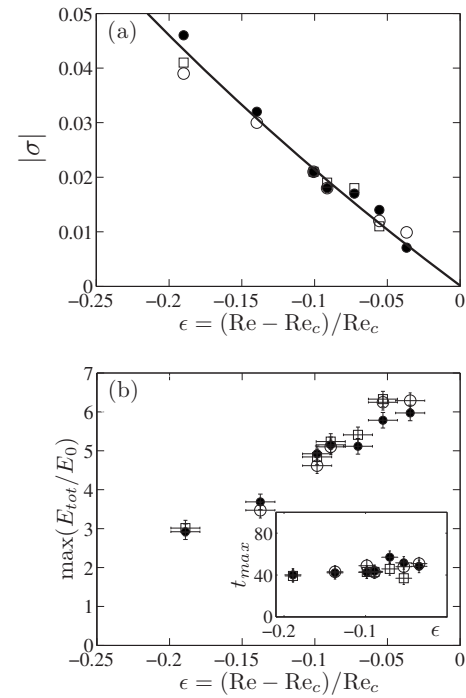 0.05
(a)
0.04
0.03
|σ|
0.02
0.01
0
−0.25 −0.2 −0.15 −0.1 −0.05 0
ϵ = (Re − Re_c)/Re_c
7
(b)
6
5
max(E_tot/E_0)
4
3
2
1
0
80
t_max
40
0
−0.2 −0.1 ϵ
−0.25 −0.2 −0.15 −0.1 −0.05 0
ϵ = (Re − Re_c)/Re_c